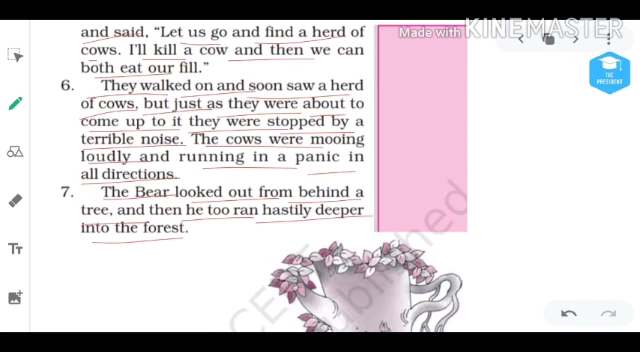 and said, “Let us go and find a herd of
cows. I'll kill a cow and then we can
both eat our fill.”
6. They walked on and soon saw a herd
of cows, but just as they were about to
come up to it they were stopped by a
terrible noise. The cows were mooing
loudly and running in a panic in
all directions.
7. The Bear looked out from behind a
tree, and then he too ran hastily deeper
into the forest.
Made with KINEMASTER
THE
PRESIDENT
Tт